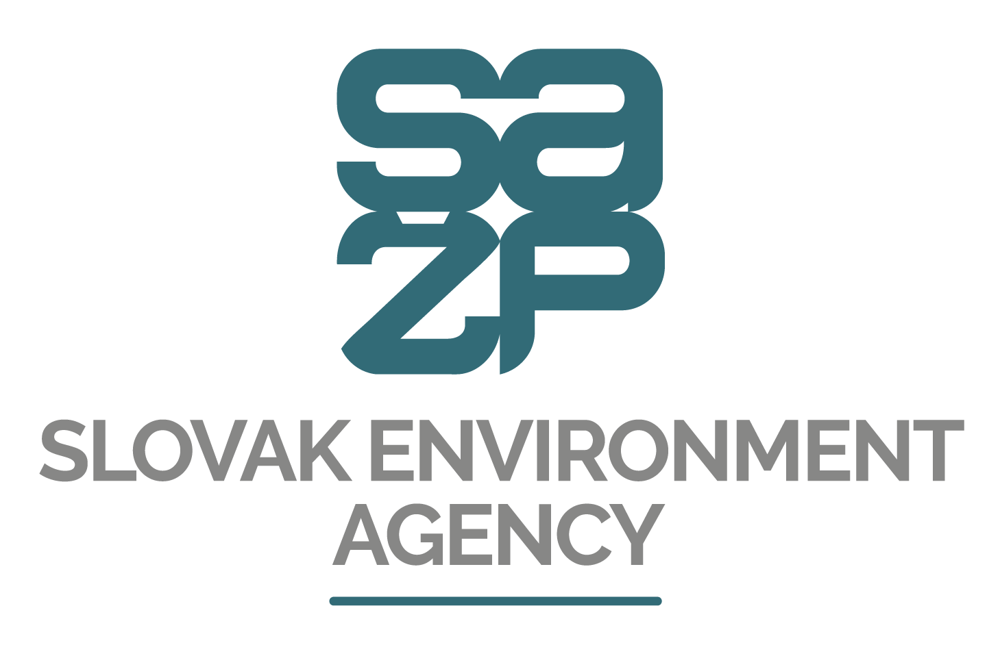 sa
žp
SLOVAK ENVIRONMENT
AGENCY